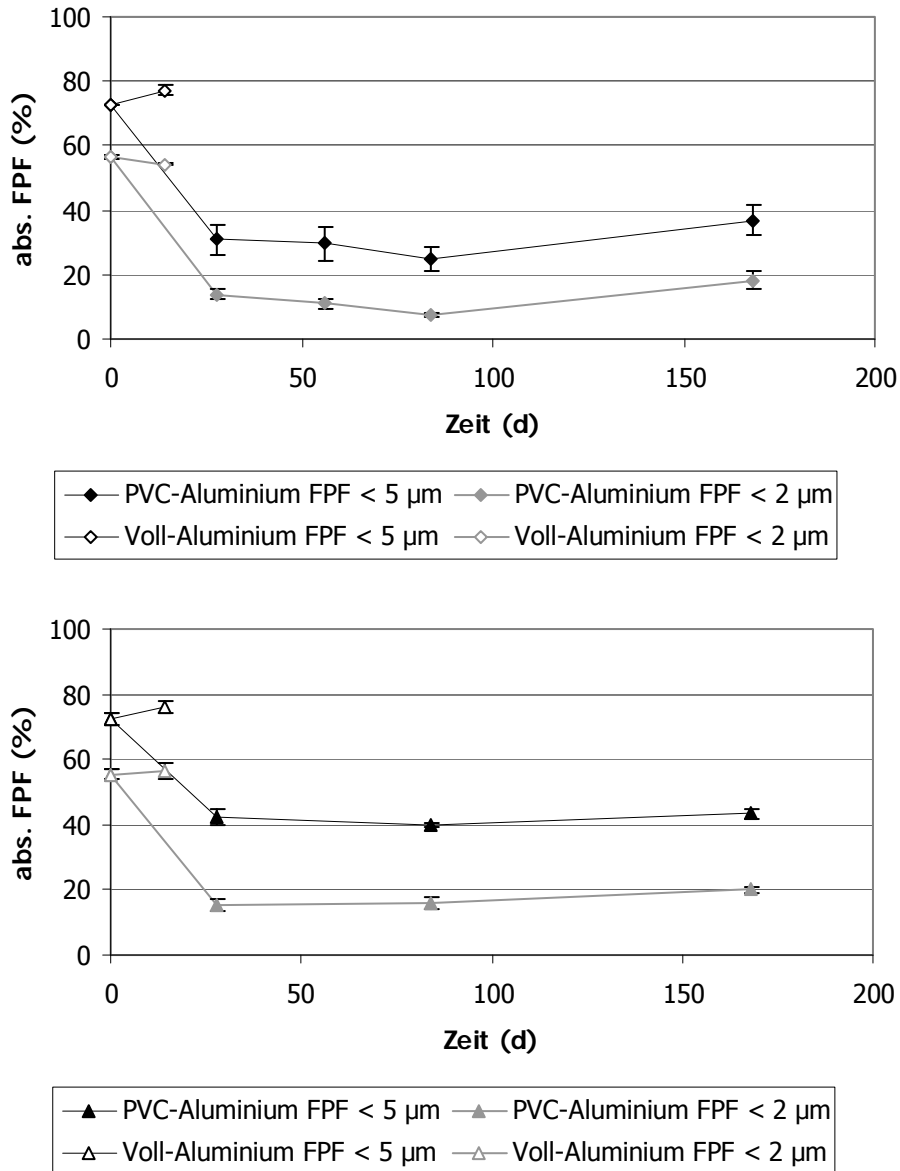 100
80
60
40
20
0
abs. FPF (%)
0 50 100 150 200
Zeit (d)
PVC-Aluminium FPF < 5 µm PVC-Aluminium FPF < 2 µm
Voll-Aluminium FPF < 5 µm Voll-Aluminium FPF < 2 µm
100
80
60
40
20
0
abs. FPF (%)
0 50 100 150 200
Zeit (d)
PVC-Aluminium FPF < 5 µm PVC-Aluminium FPF < 2 µm
Voll-Aluminium FPF < 5 µm Voll-Aluminium FPF < 2 µm